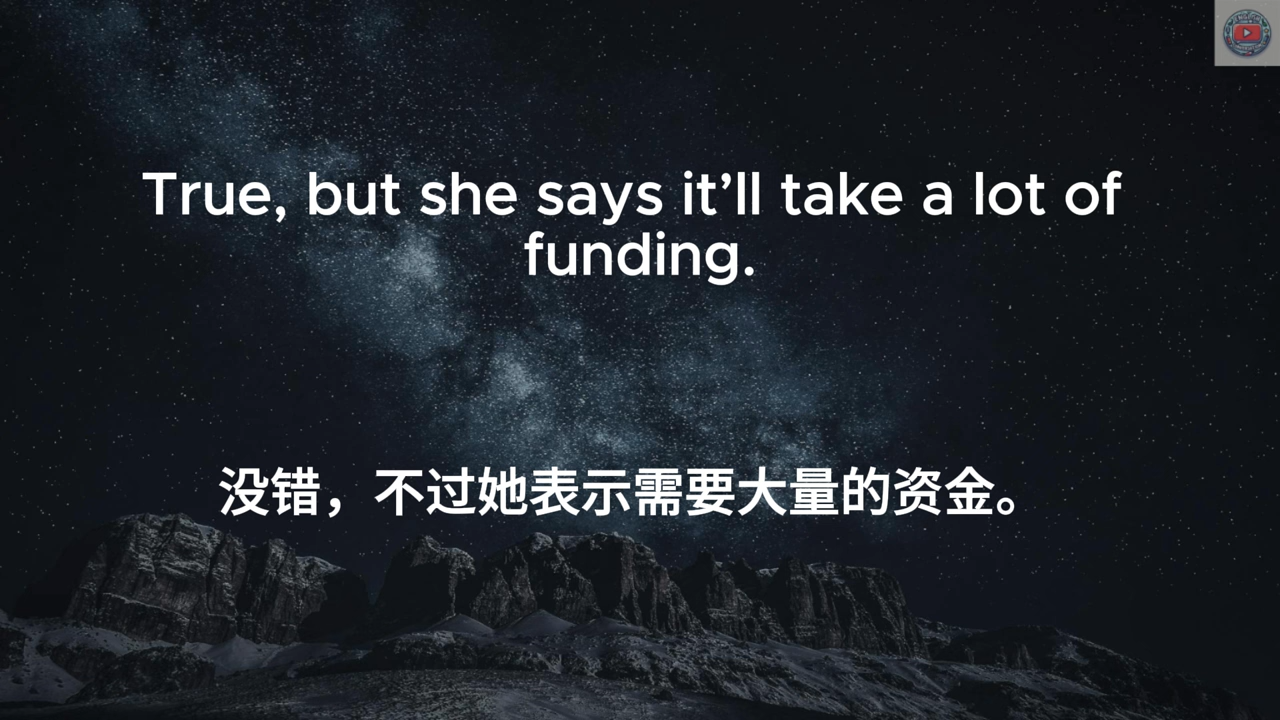 True, but she says it’ll take a lot of
funding.
没错，不过她表示需要大量的资金。